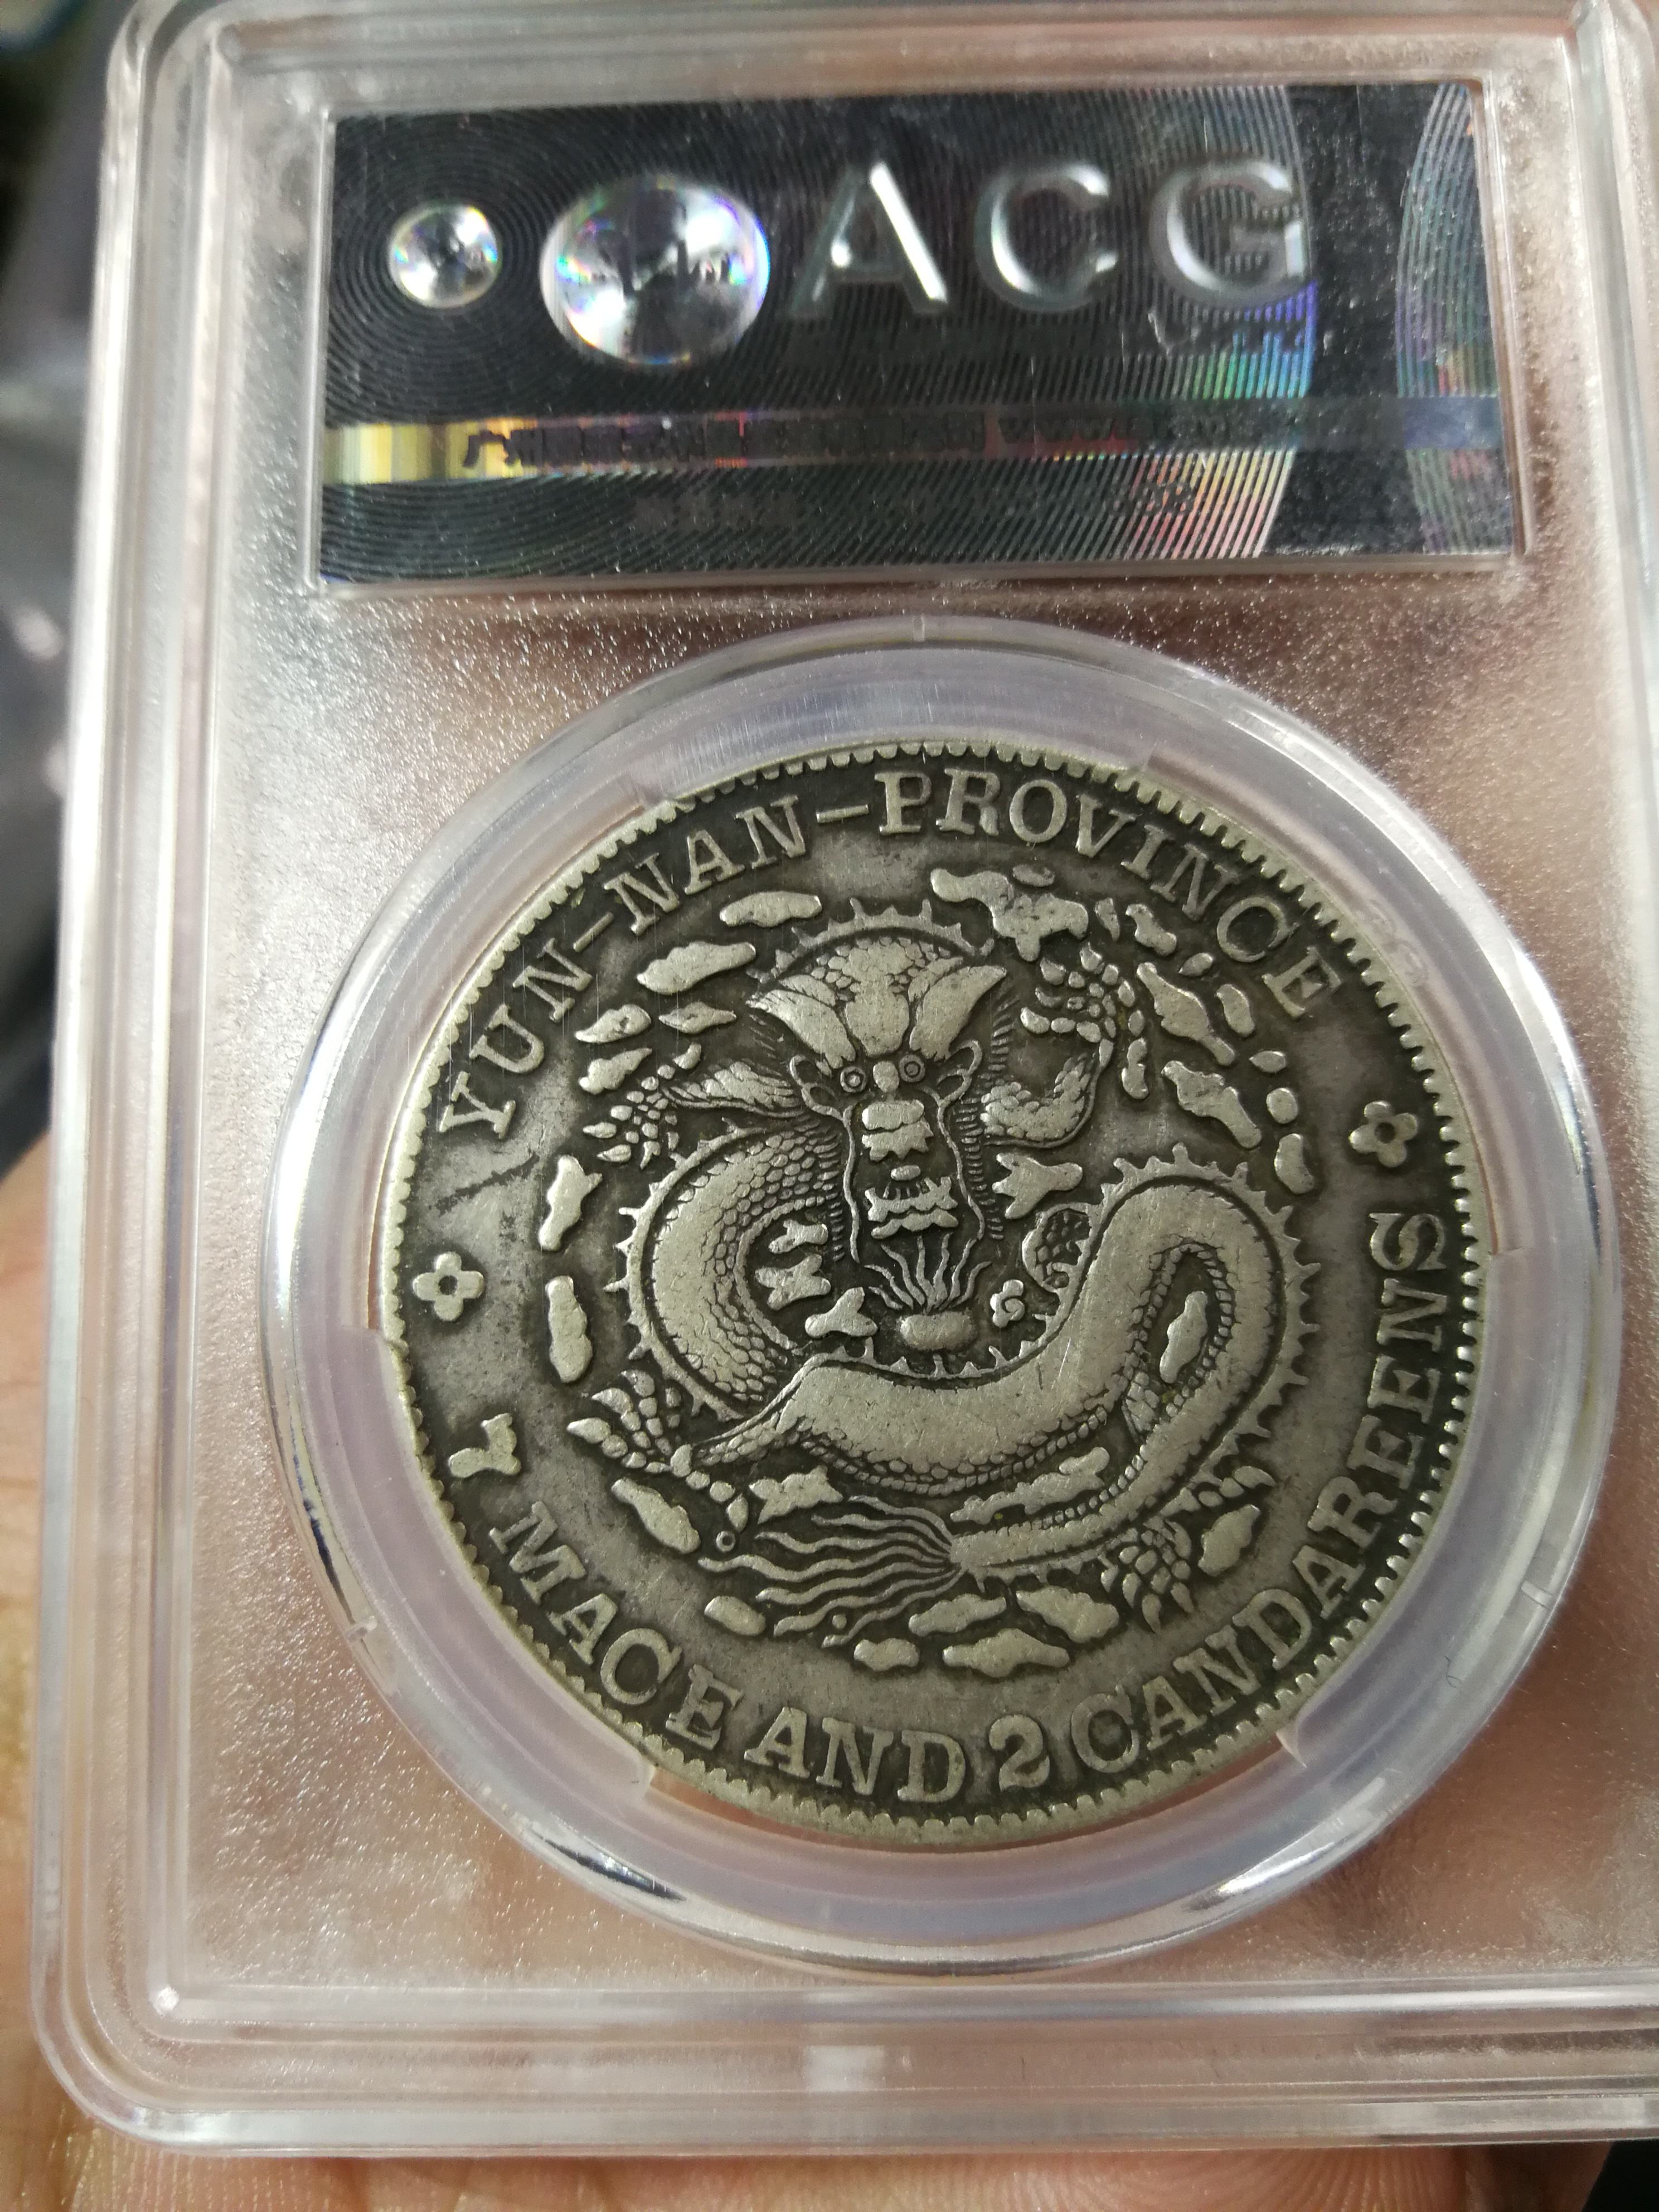 ACG
YUN-NAN-PROVINCE
7 MACE AND 2 CANDAREENS